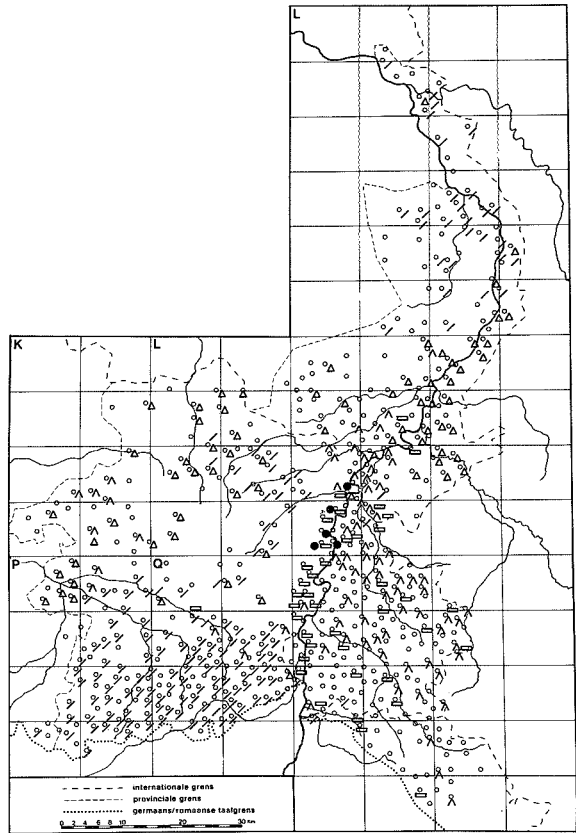 L
K
L
P
Q
internationale grens
provinciale grens
germaans/romaanse taalgrens
0 2 4 6 8 10 20 30 km